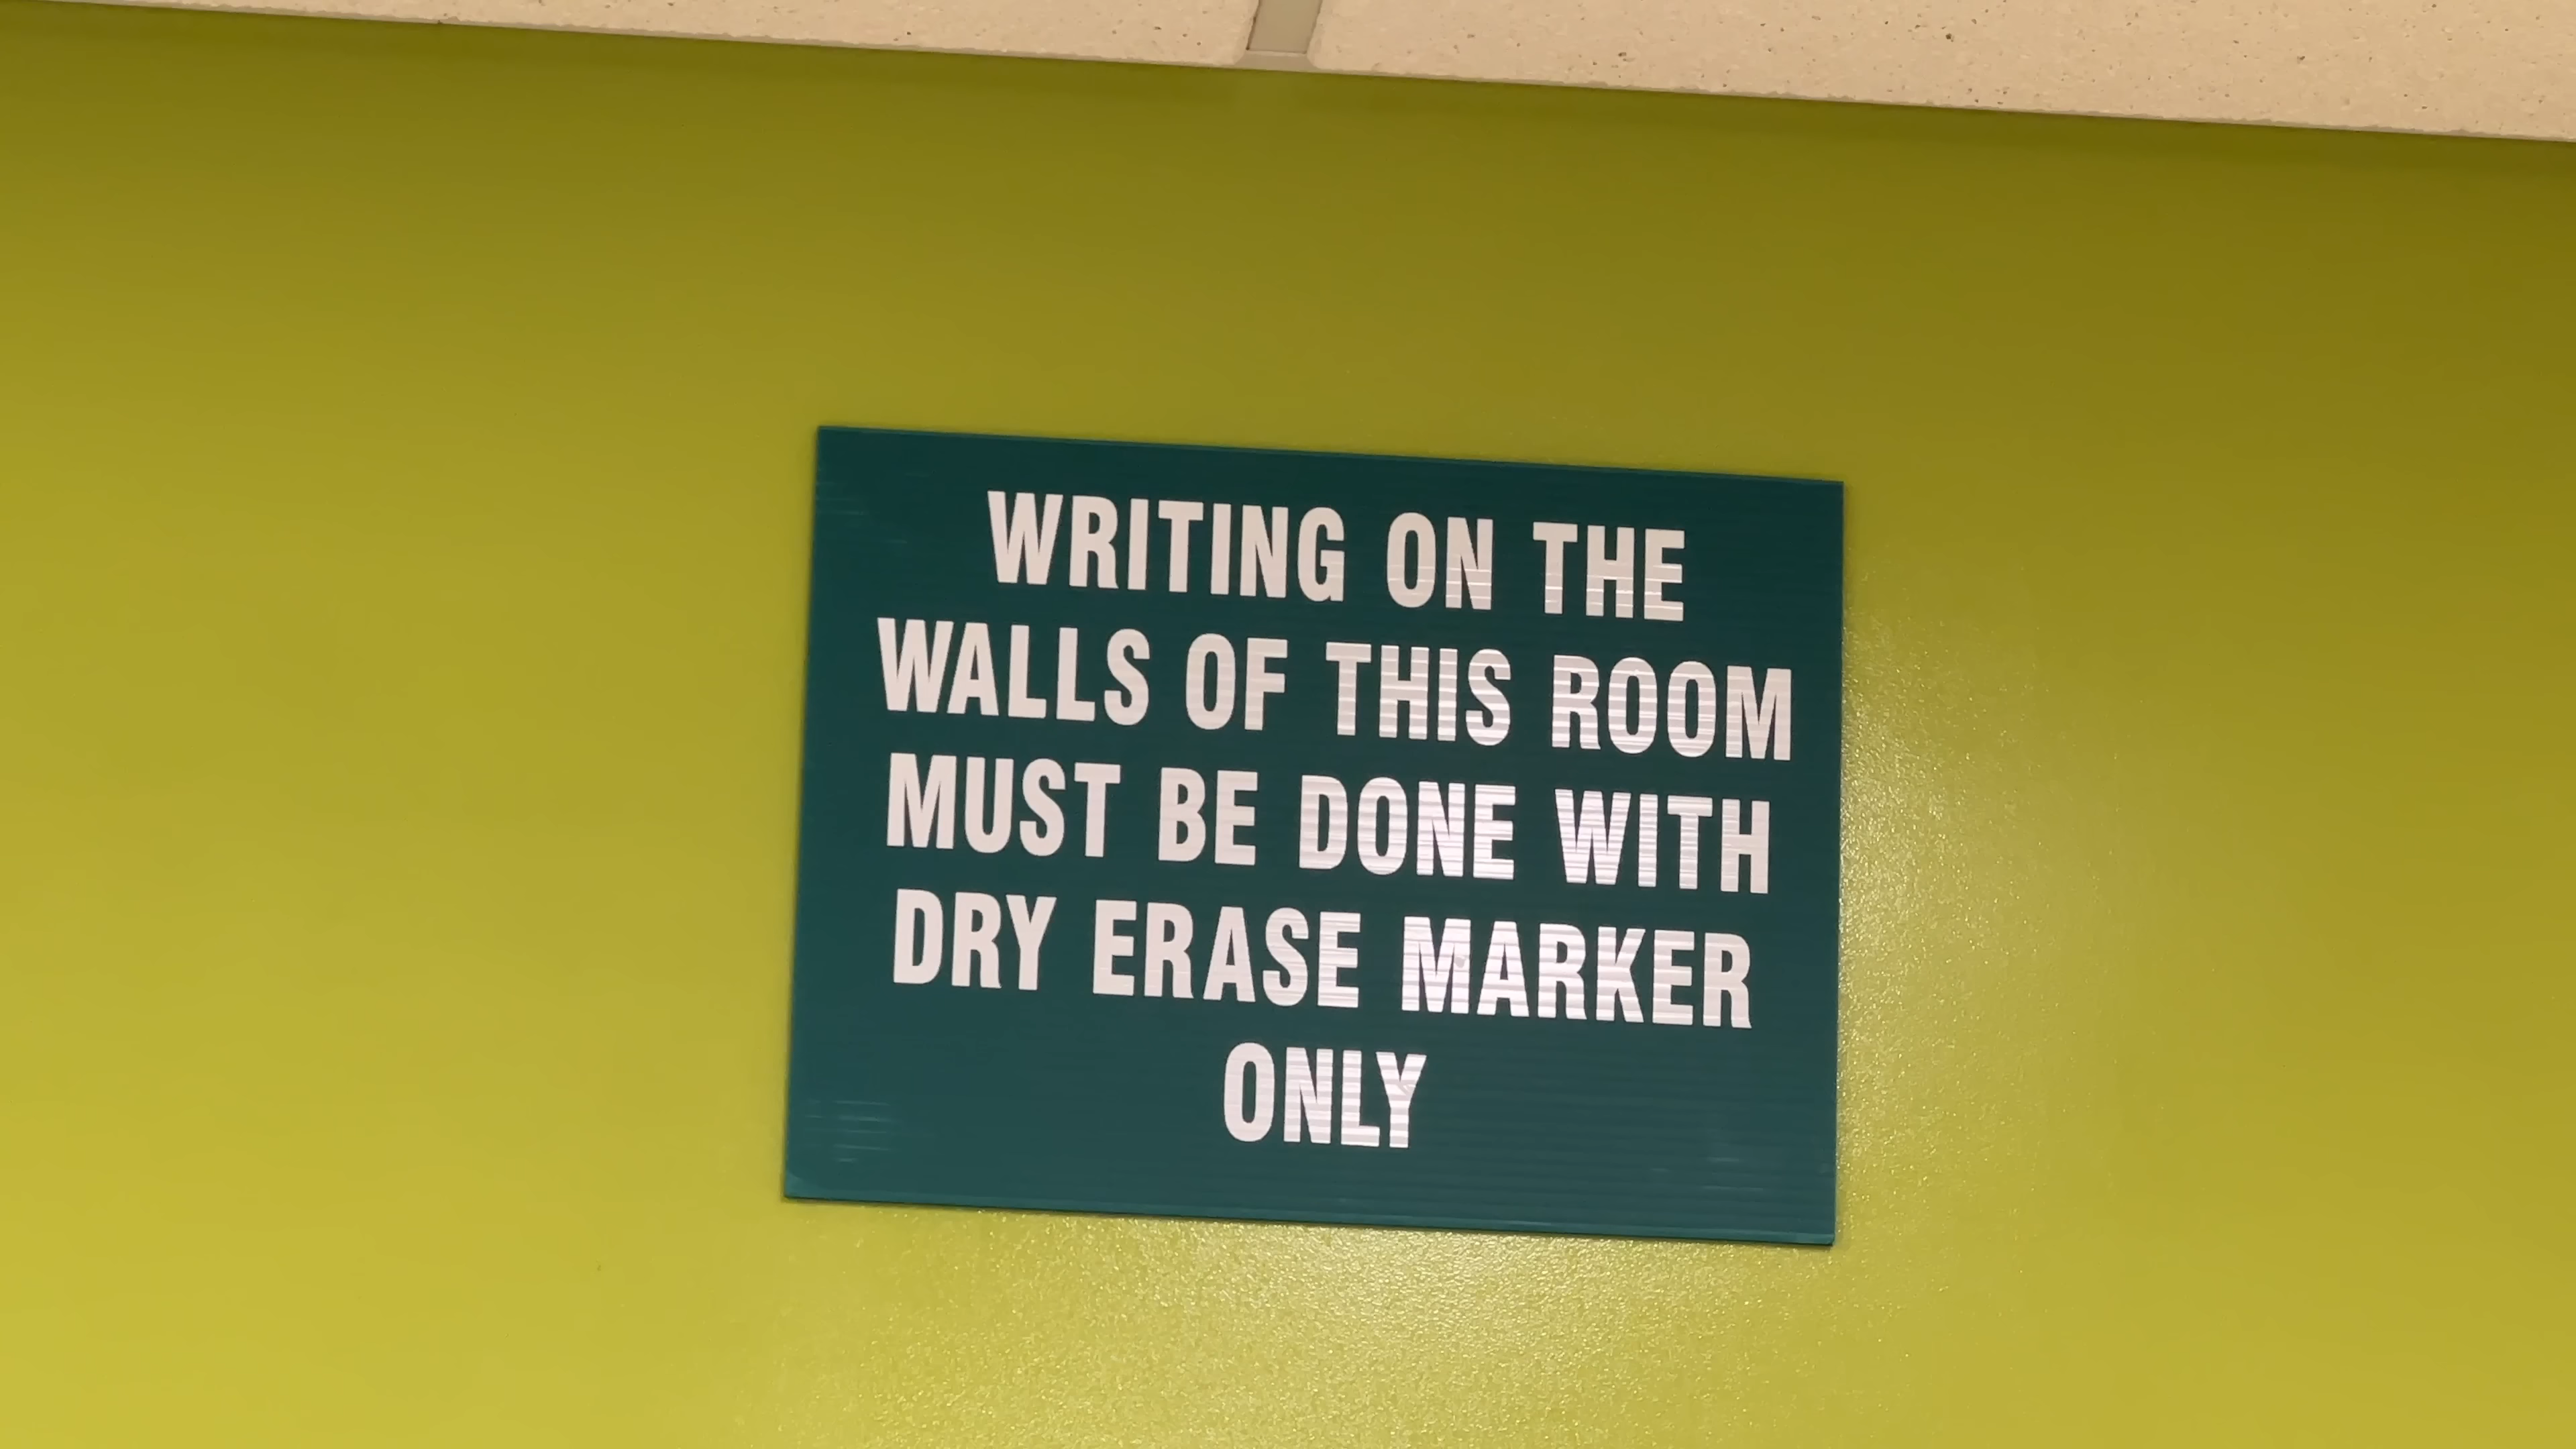 WRITING ON THE
WALLS OF THIS ROOM
MUST BE DONE WITH
DRY ERASE MARKER
ONLY